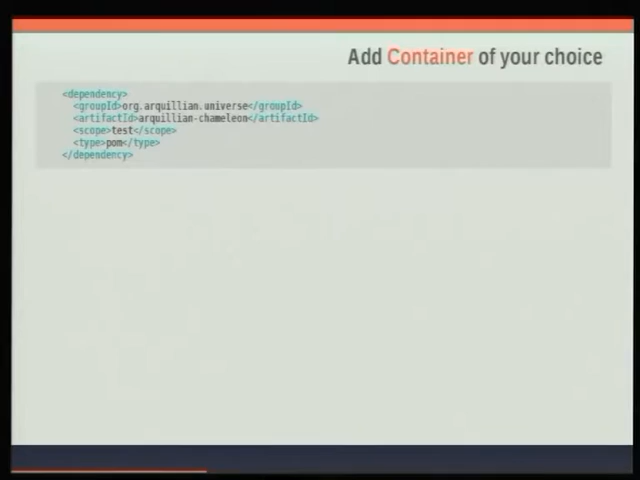 Add Container of your choice
<dependency>
<groupId>org.arquillian.universe</groupId>
<artifactId>arquillian-chameleon</artifactId>
<scope>test</scope>
<type>pom</type>
</dependency>